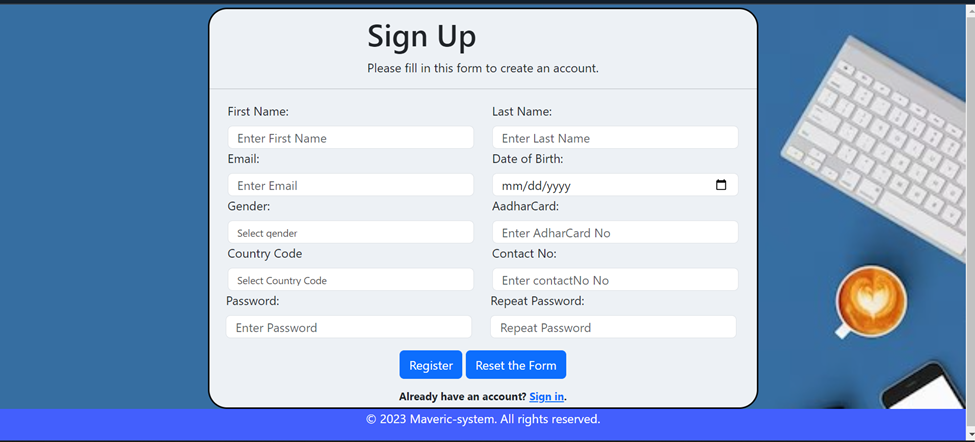 Sign Up
Please fill in this form to create an account.
First Name: Last Name:
Enter First Name Enter Last Name
Email: Date of Birth:
Enter Email mm/dd/yyyy
Gender: AadharCard:
Select gender Enter AdharCard No
Country Code Contact No:
Select Country Code Enter contactNo No
Password: Repeat Password:
Enter Password Repeat Password
Register Reset the Form
Already have an account? Sign in.
© 2023 Maveric-system. All rights reserved.